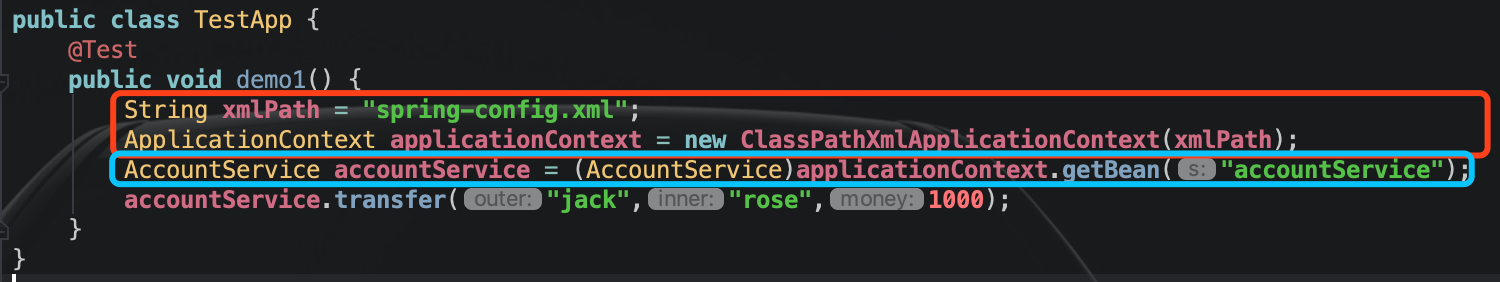 public class TestApp {
@Test
public void demo1() {
String xmlPath = "spring-config.xml";
ApplicationContext applicationContext = new ClassPathXmlApplicationContext(xmlPath);
AccountService accountService = (AccountService)applicationContext.getBean( s: "accountService");
accountService.transfer( outer: "jack", inner: "rose", money: 1000);
}
}